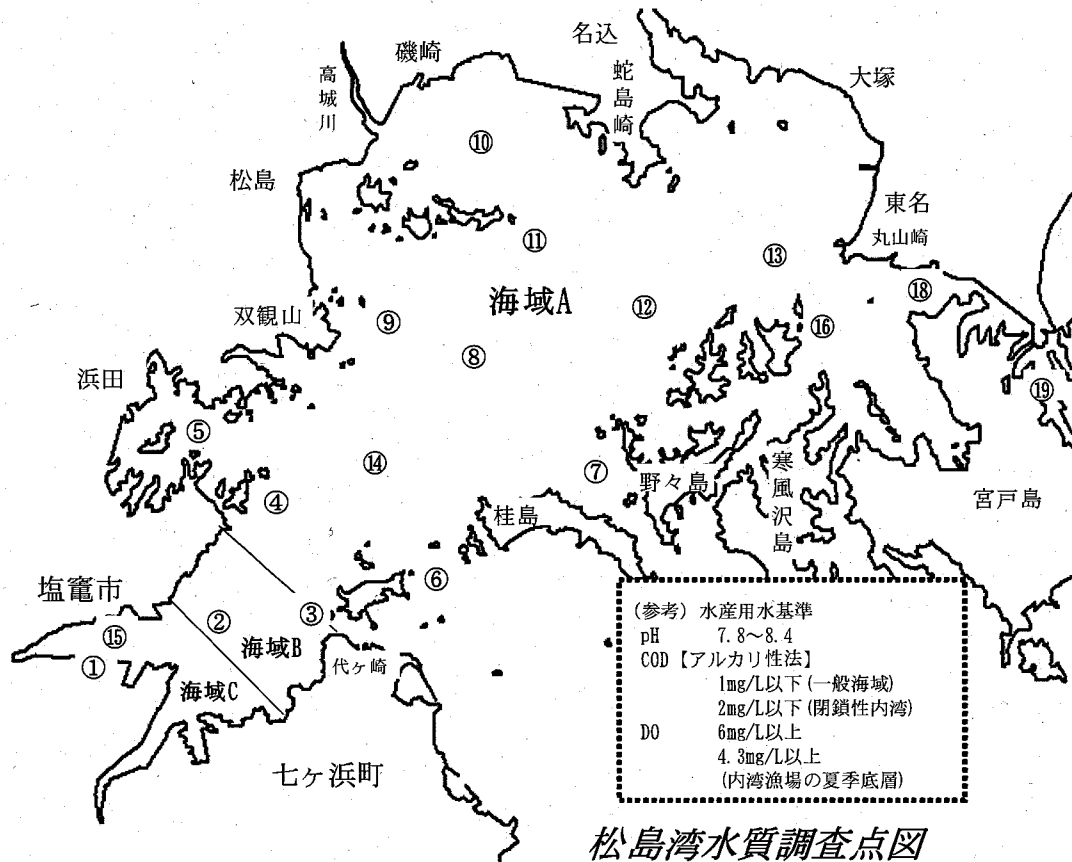 名込
磯崎
蛇島崎
大塚
高城川
⑩
松島
東名
丸山崎
⑪
⑬
⑱
海域A
⑫
双観山
⑨
⑯
⑧
浜田
⑲
⑤
⑭
⑦
野々島
寒風沢島
宮戸島
④
桂島
塩竈市
⑥
②
③
⑮
海域B
①
代ヶ崎
海域C
七ヶ浜町
(参考) 水産用水基準
pH 7.8～8.4
COD【アルカリ性法】
1mg/L以下(一般海域)
2mg/L以下(閉鎖性内湾)
DO 6mg/L以上
4.3mg/L以上
(内湾漁場の夏季底層)
松島湾水質調査点図